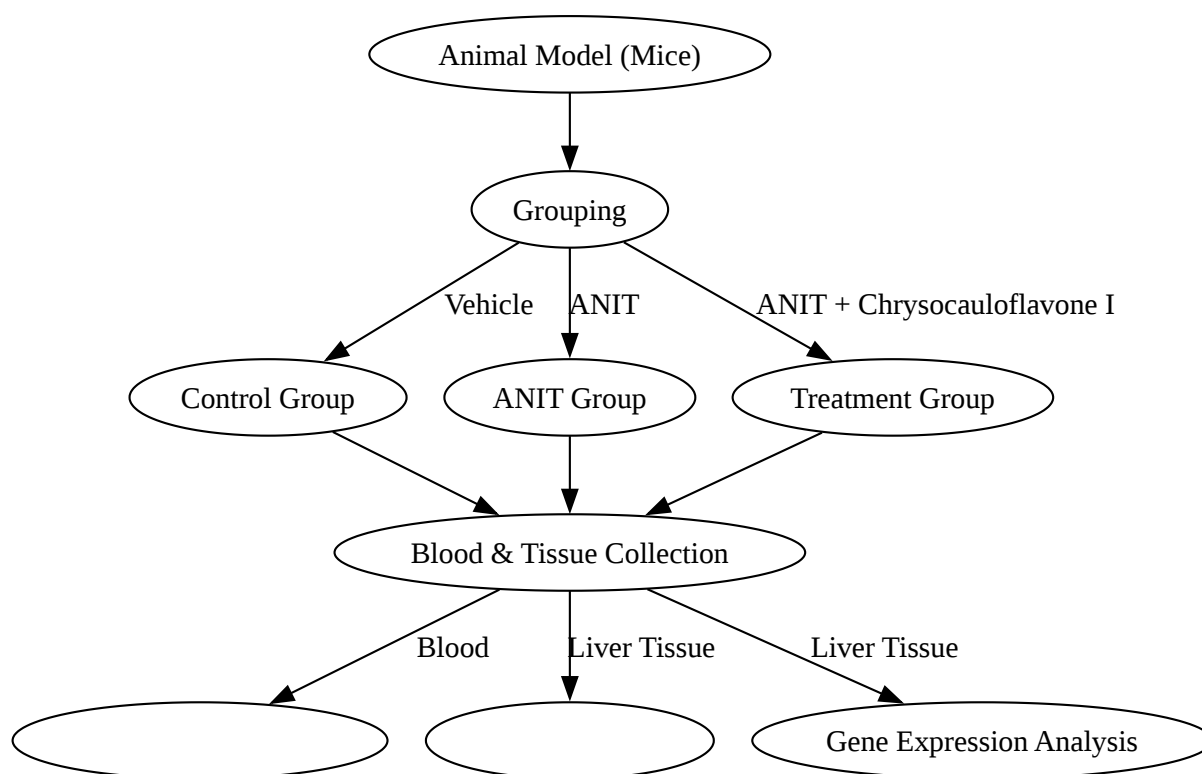 Animal Model (Mice)
Grouping
Vehicle
ANIT
ANIT + Chrysocauloflavone I
Control Group
ANIT Group
Treatment Group
Blood & Tissue Collection
Blood
Liver Tissue
Liver Tissue
Gene Expression Analysis